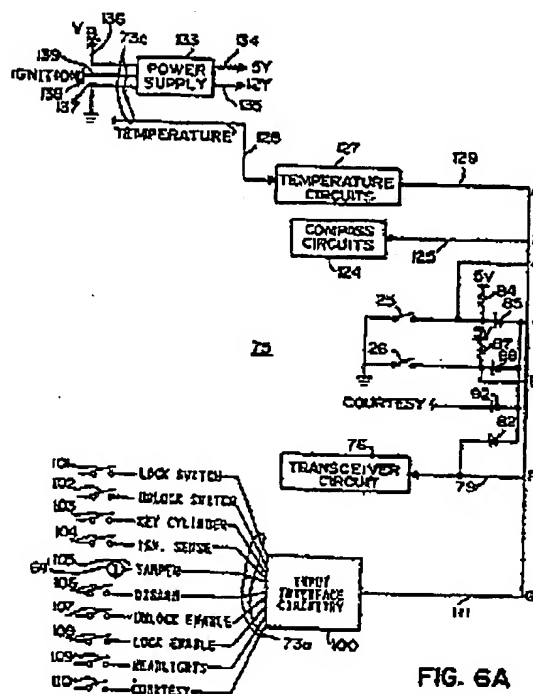 136
V
73c
133
134
139
IGNITION
POWER SUPPLY
5V
12V
138
137
135
TEMPERATURE
128
127
129
TEMPERATURE CIRCUITS
COMPASS CIRCUITS
125
124
5V
84
25
85
87
75
26
88
COURTESY
92
82
78
TRANSCEIVER CIRCUIT
79
101
LOCK SWITCH
102
UNLOCK SWITCH
103
KEY CYLINDER
104
IGN. SENSE
105
69
TAMPER
106
DISARM
107
UNLOCK ENABLE
108
LOCK ENABLE
109
HEADLIGHTS
110
COURTESY
INPUT INTERFACE CIRCUITRY
73a
100
111
FIG. 6A